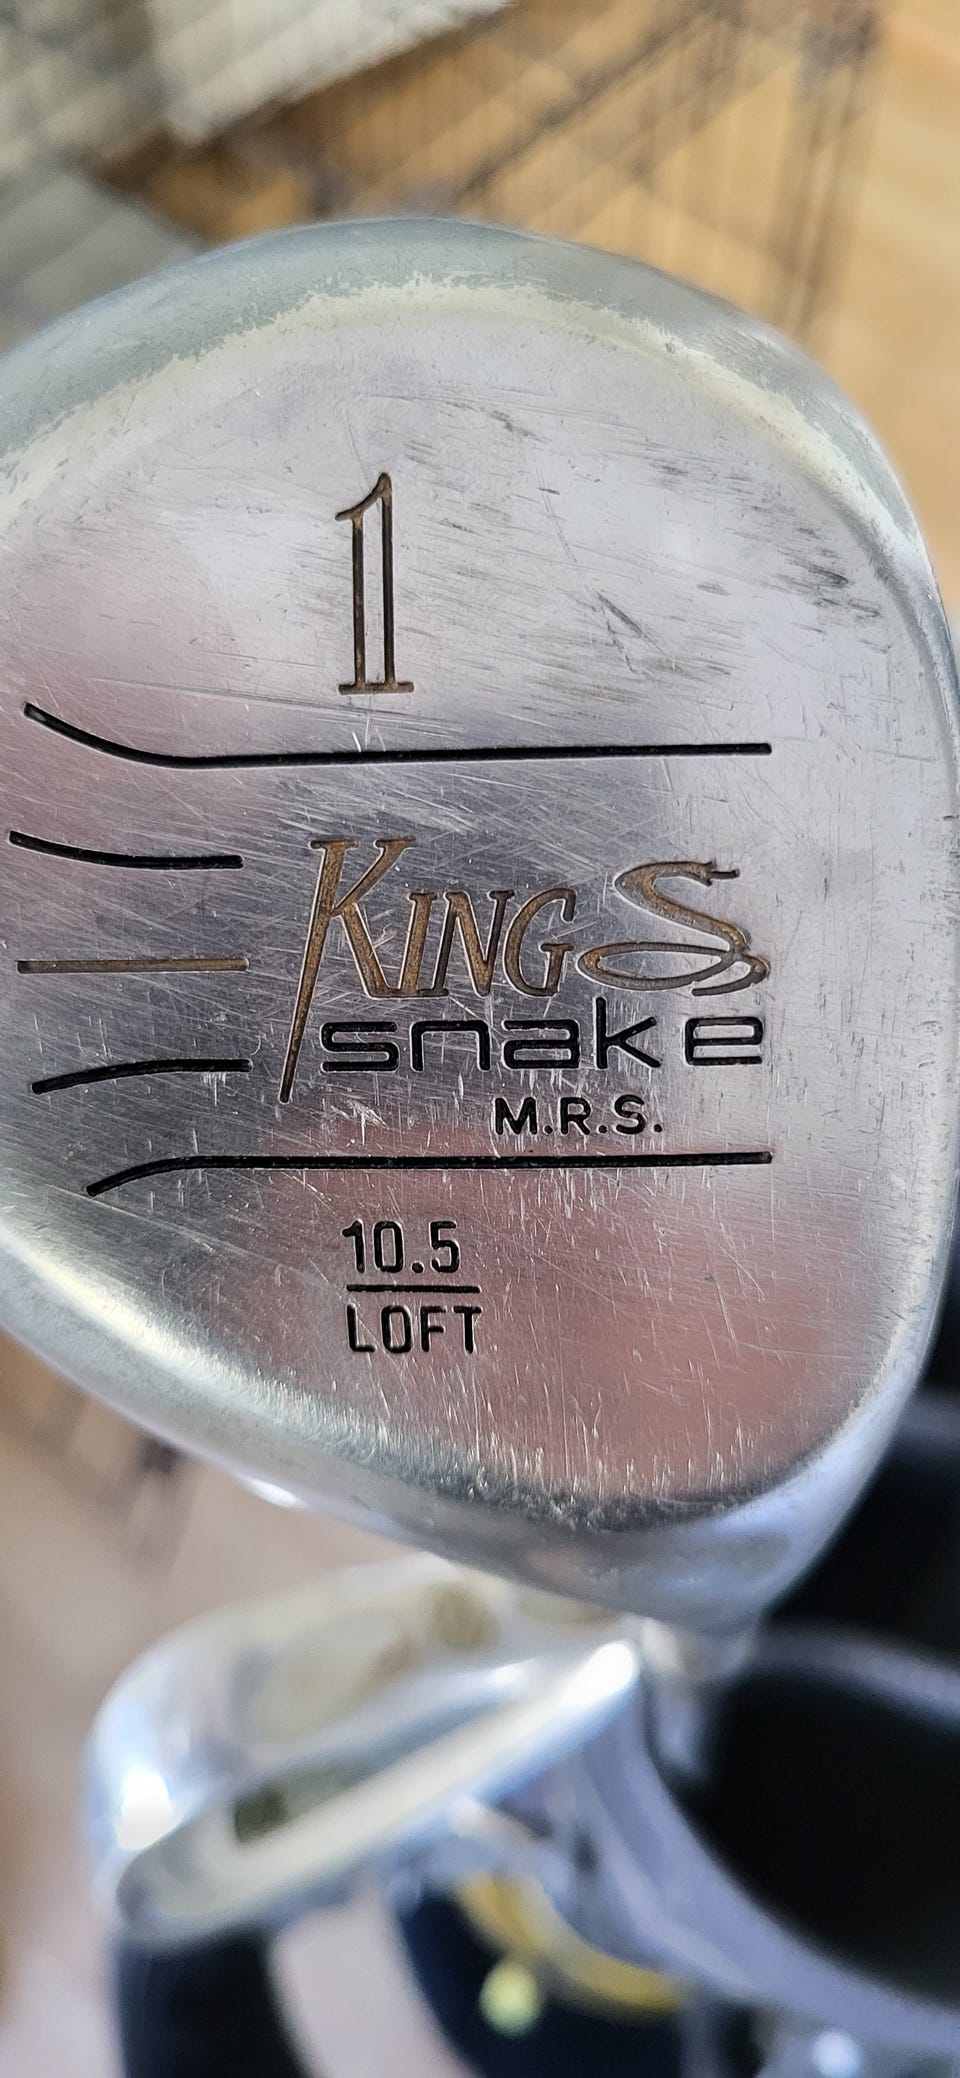 1
KING S
snake
M.R.S.
10.5
LOFT